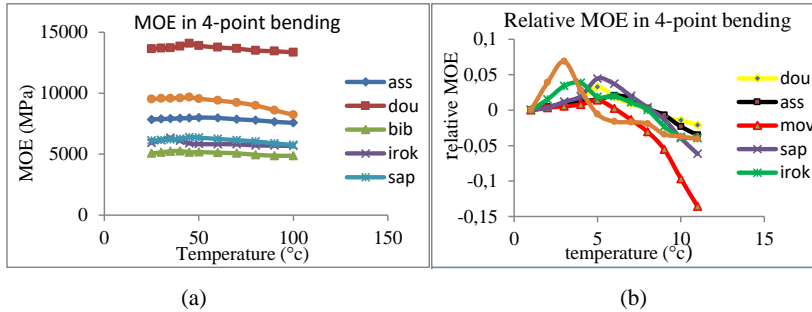 MOE in 4-point bending
15000
10000
5000
0
MOE (MPa)
0
50
100
150
Temperature (°c)
ass
dou
bib
irok
sap
(a)
Relative MOE in 4-point bending
0,1
0,05
0
-0,05
-0,1
-0,15
relative MOE
0
5
10
15
temperature (°c)
dou
ass
mov
sap
irok
(b)